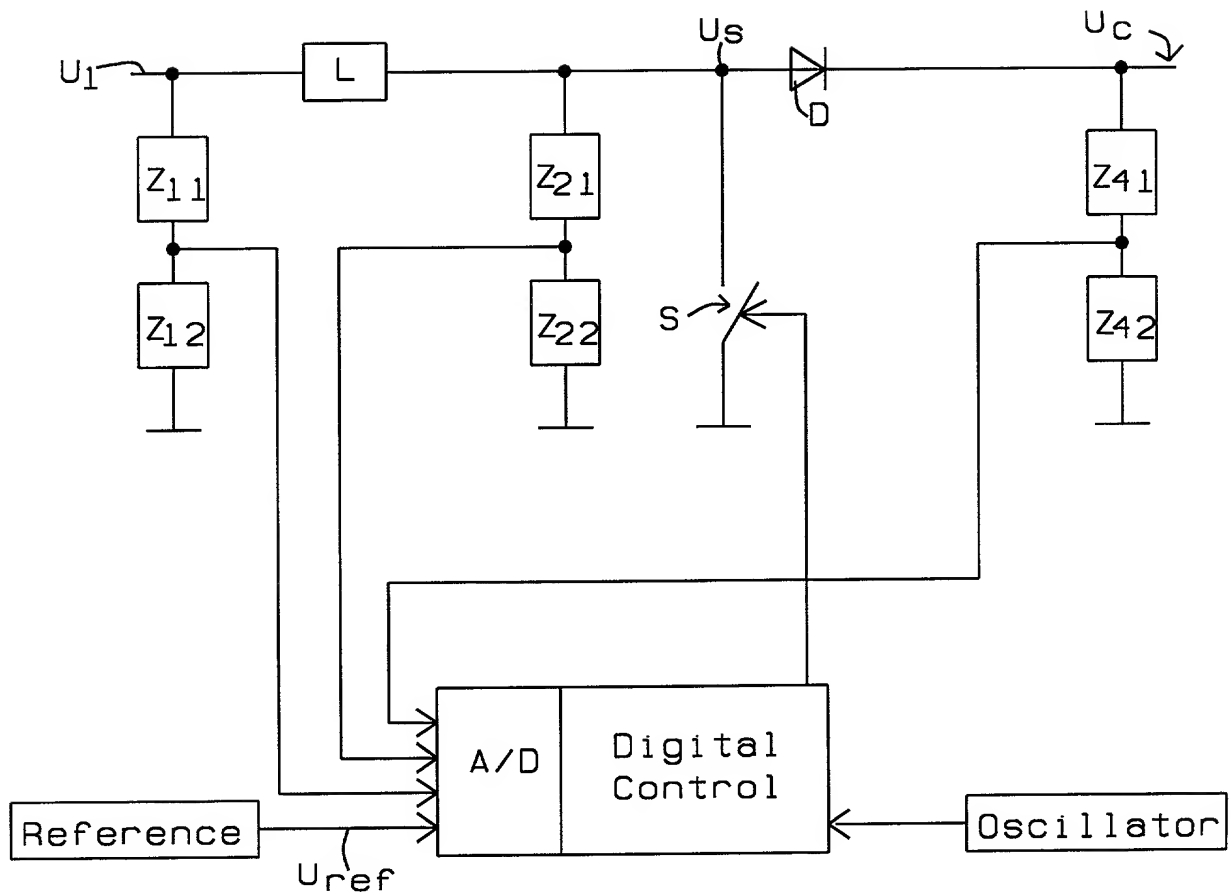 Us
Uc
U1
L
D
Z11
Z21
Z41
S
Z12
Z22
Z42
A/D
Digital
Control
Reference
Oscillator
Uref